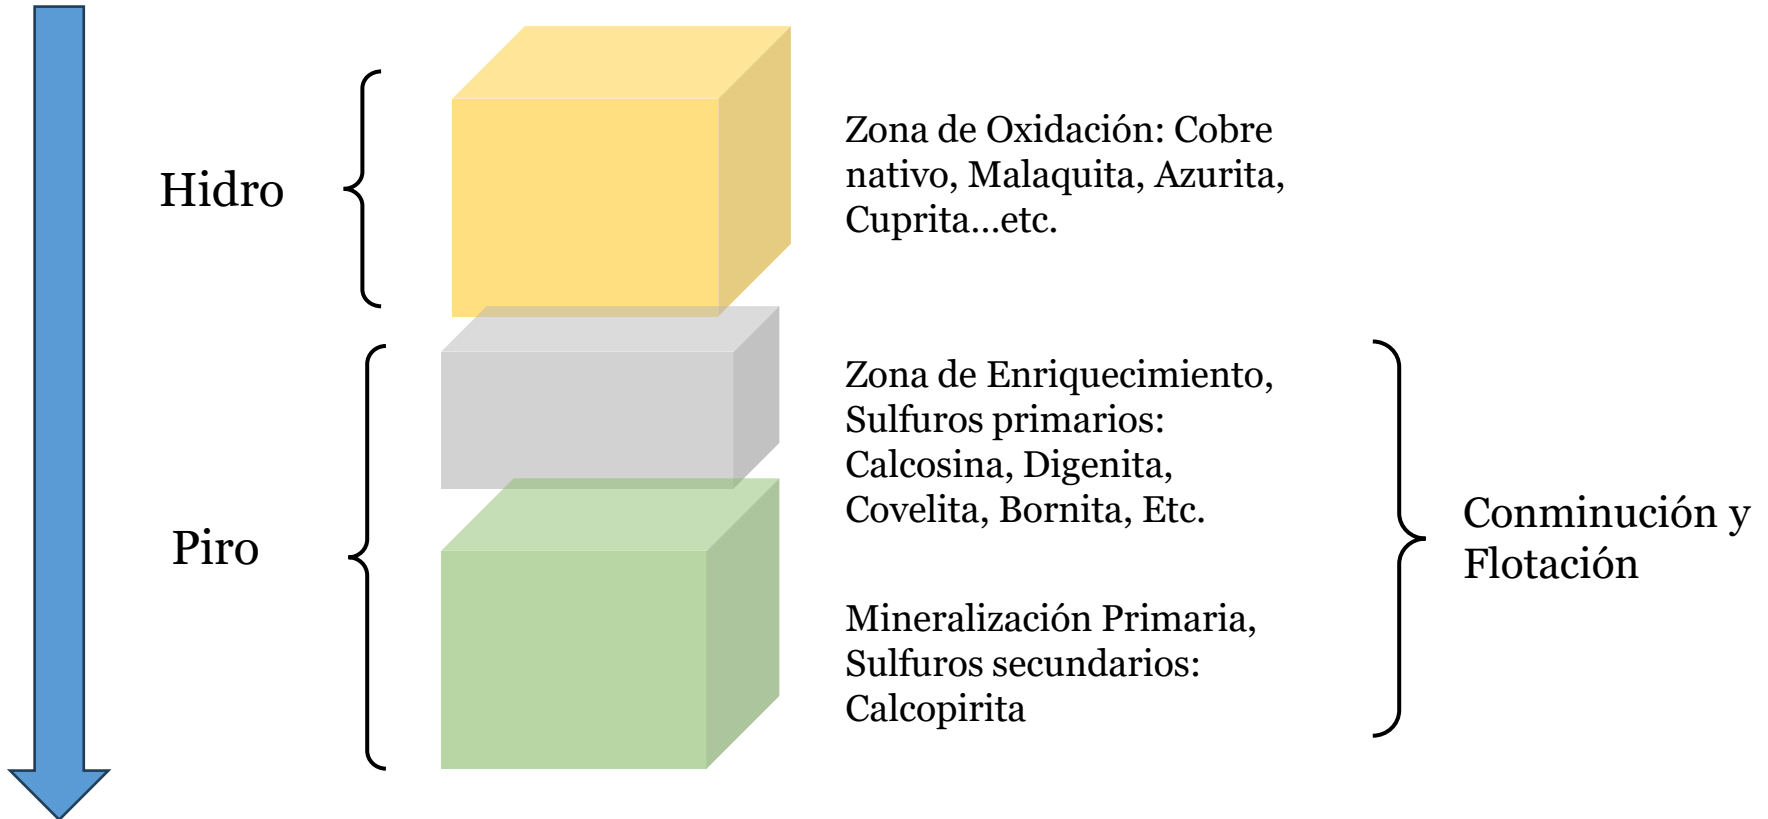 Hidro
Zona de Oxidación: Cobre
nativo, Malaquita, Azurita,
Cuprita...etc.
Piro
Zona de Enriquecimiento,
Sulfuros primarios:
Calcosina, Digenita,
Covelita, Bornita, Etc.
Mineralización Primaria,
Sulfuros secundarios:
Calcopirita
Conminución y
Flotación